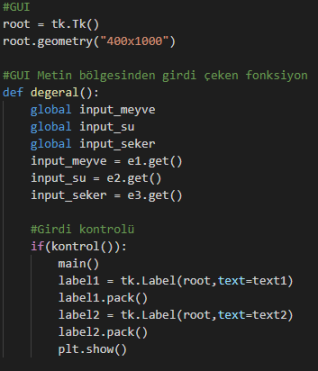 #GUI
root = tk.Tk()
root.geometry("400x1000")
#GUI Metin bölgesinden girdi çeken fonksiyon
def degeral():
    global input_meyve
    global input_su
    global input_seker
    input_meyve = e1.get()
    input_su = e2.get()
    input_seker = e3.get()
    #Girdi kontrolü
    if(kontrol()):
        main()
        label1 = tk.Label(root,text=text1)
        label1.pack()
        label2 = tk.Label(root,text=text2)
        label2.pack()
        plt.show()